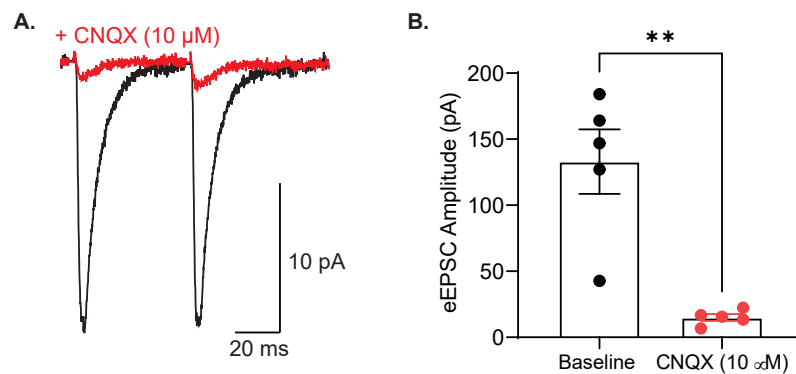 A.
+ CNQX (10 µM)
10 pA
20 ms
B.
**
eEPSC Amplitude (pA)
200
150
100
50
0
Baseline
CNQX (10 ∝M)